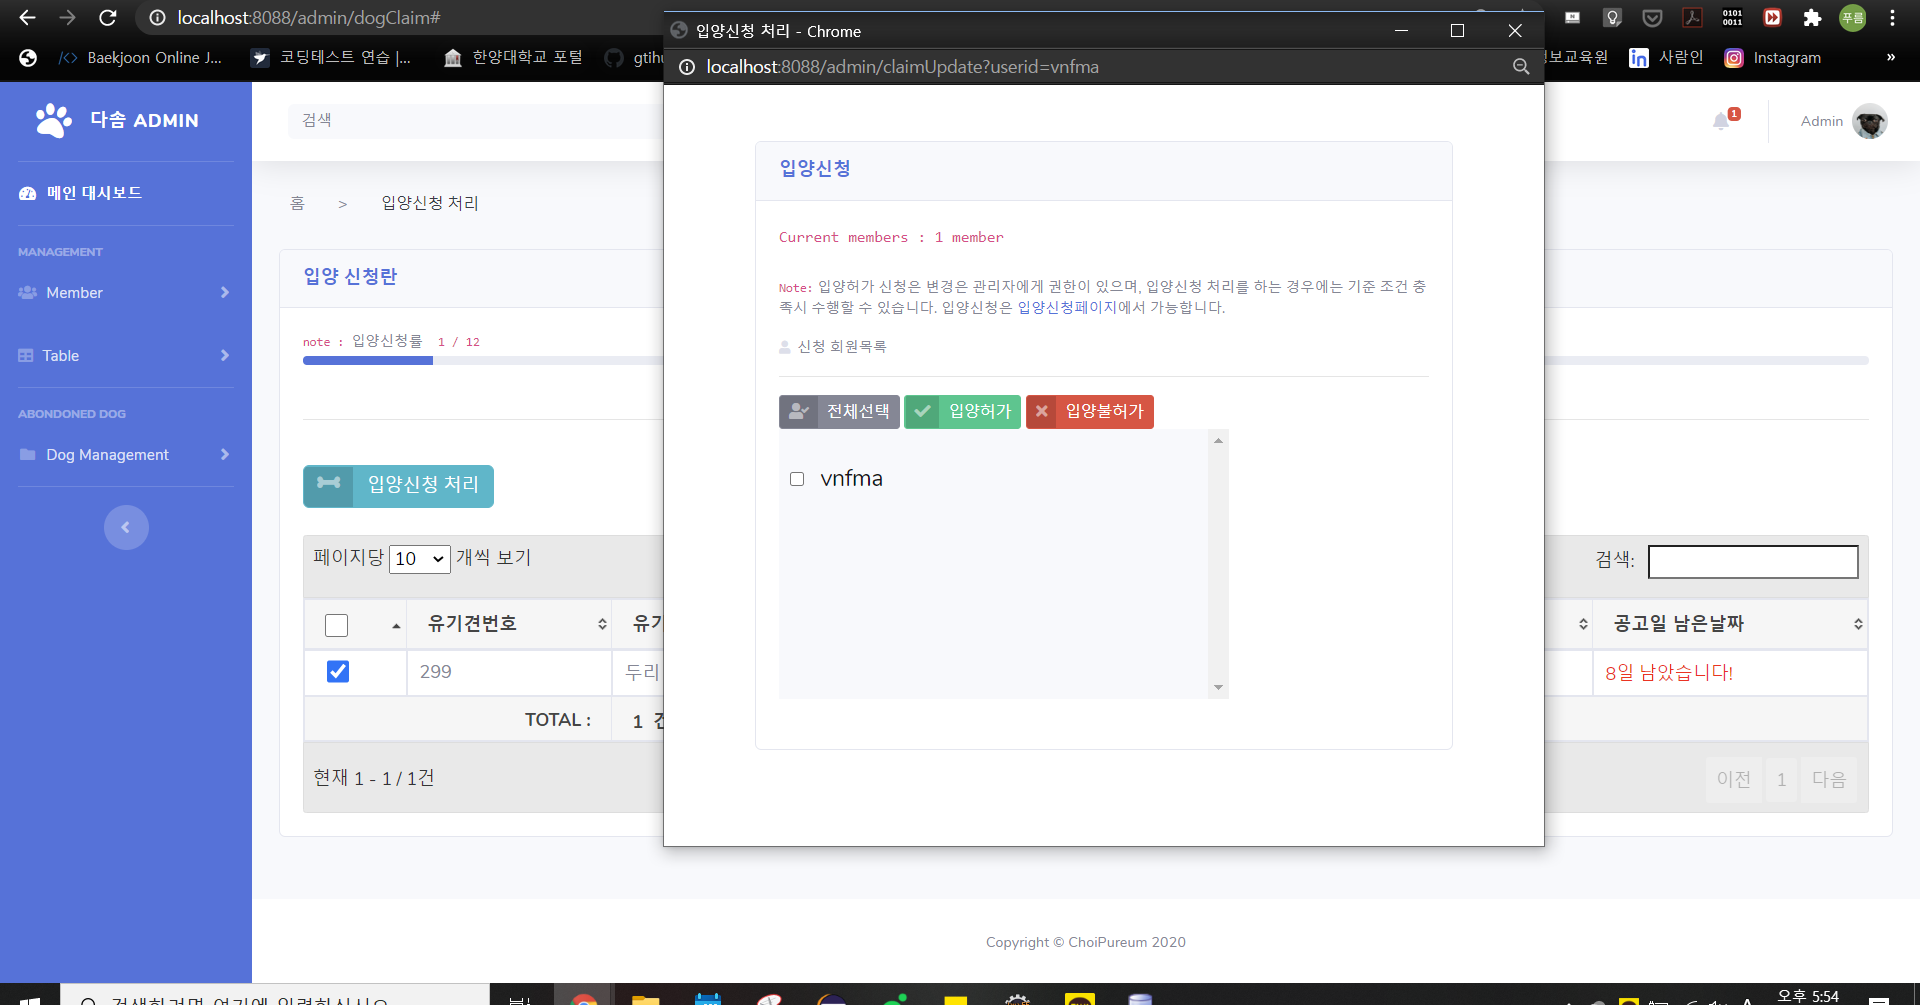 localhost:8088/admin/dogClaim#
0101
0011
푸름
입양신청 처리 - Chrome
localhost:8088/admin/claimUpdate?userid=vnfma
</> Baekjoon Online J...
코딩테스트 연습 |...
한양대학교 포털
보교육원
사람인
Instagram
»
다솜 ADMIN
메인 대시보드
MANAGEMENT
Member
Table
ABONDONED DOG
Dog Management
검색
1
Admin
홈 > 입양신청 처리
입양 신청란
note : 입양신청률 1 / 12
입양신청 처리
페이지당 10 개씩 보기
검색:
유기견번호
공고일 남은날짜
299
두리
8일 남았습니다!
TOTAL :
1
현재 1 - 1 / 1건
이전 1 다음
입양신청
Current members : 1 member
Note: 입양허가 신청은 변경은 관리자에게 권한이 있으며, 입양신청 처리를 하는 경우에는 기준 조건 충
족시 수행할 수 있습니다. 입양신청은 입양신청페이지에서 가능합니다.
신청 회원목록
전체선택 입양허가 입양불허가
vnfma
Copyright © ChoiPureum 2020
오후 5:54